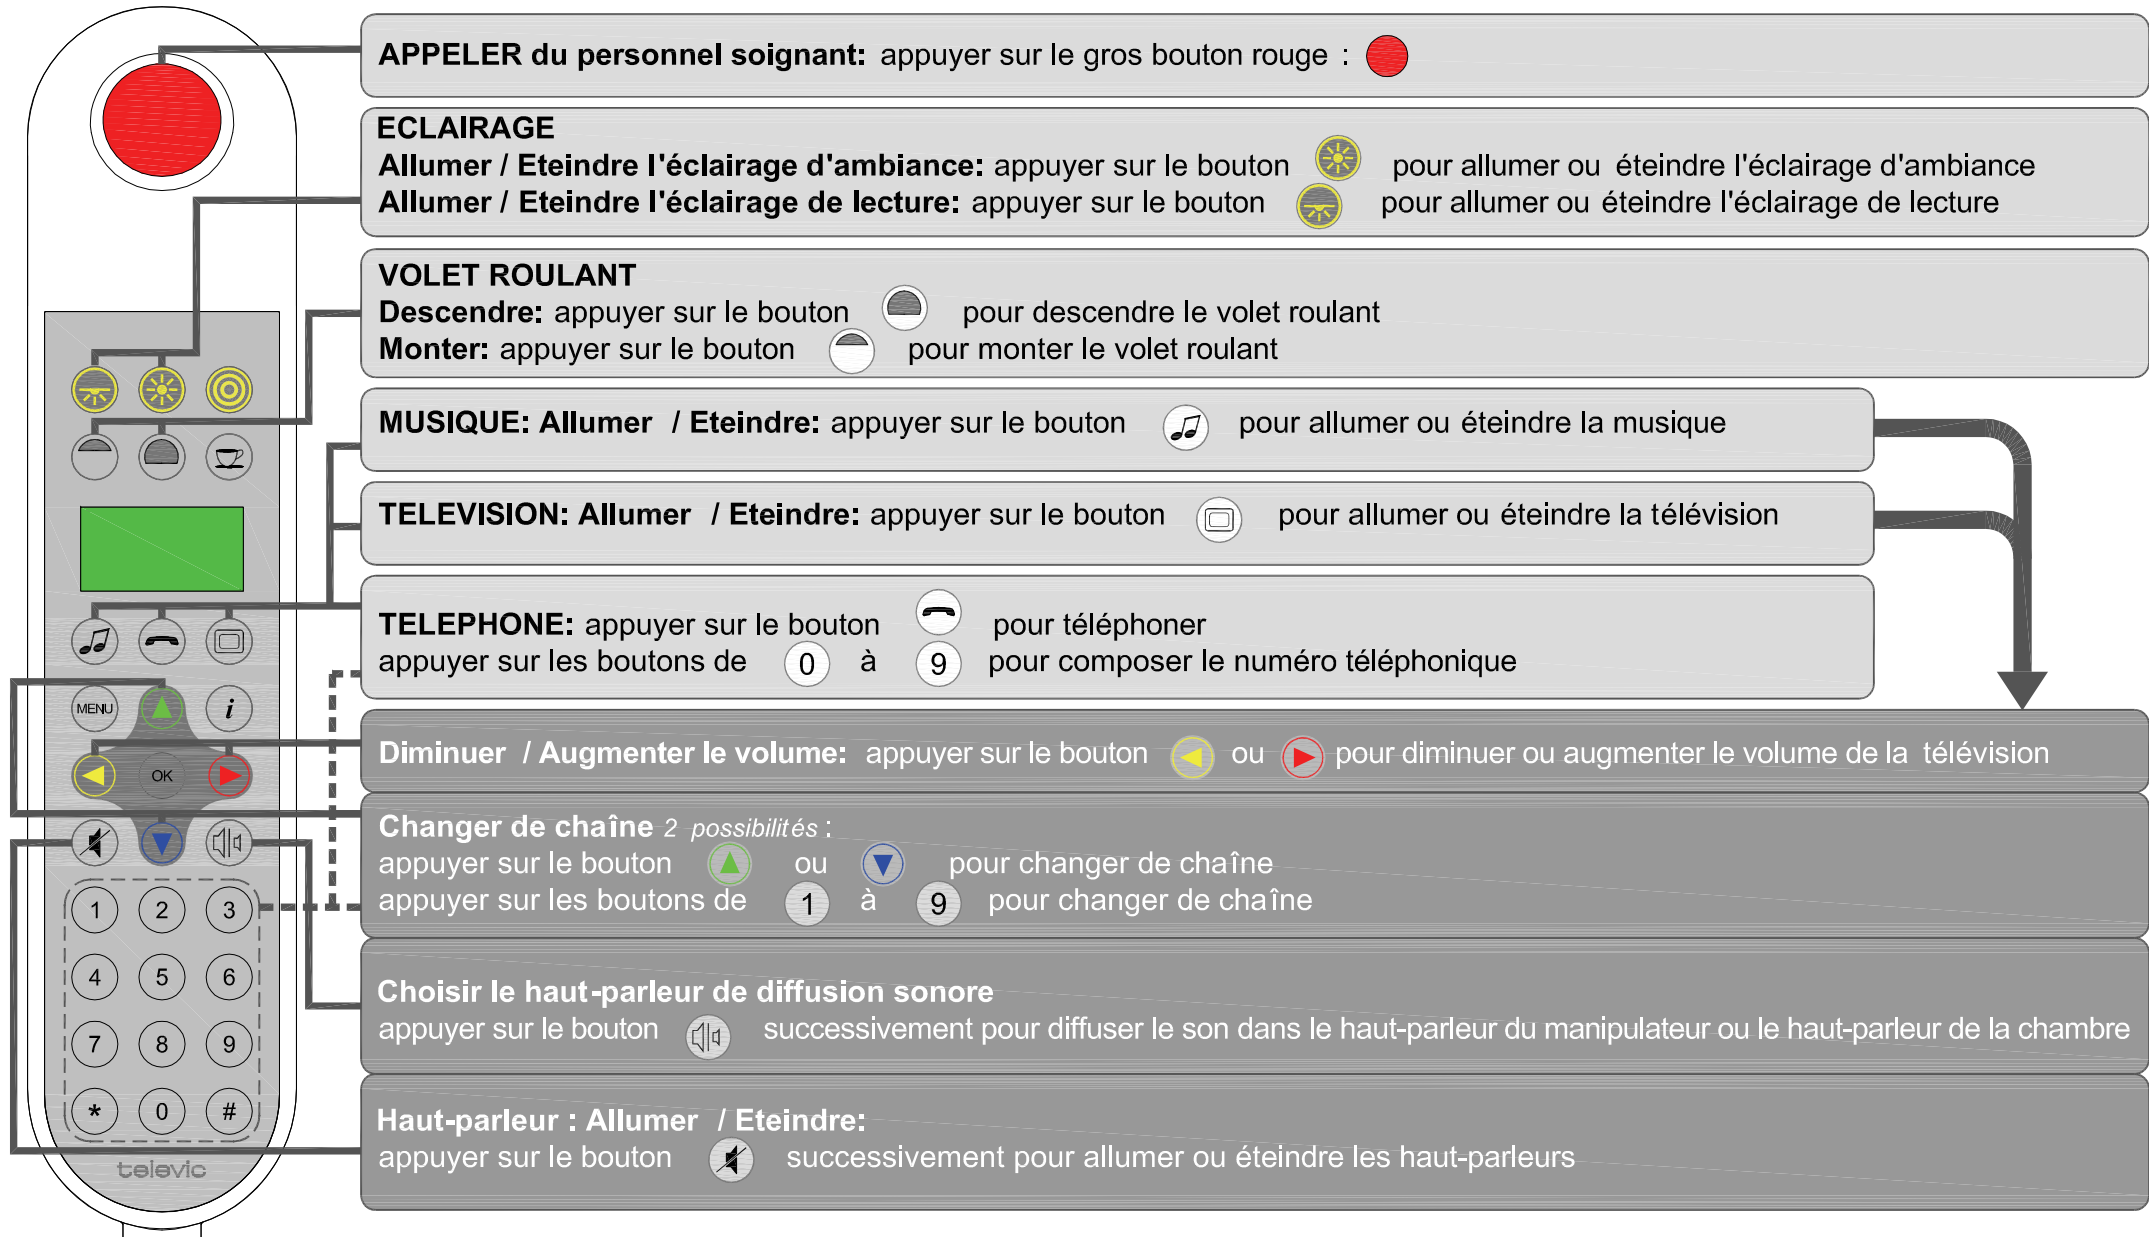 APPELER du personnel soignant: appuyer sur le gros bouton rouge :
ECLAIRAGE
Allumer / Eteindre l'éclairage d'ambiance: appuyer sur le bouton pour allumer ou éteindre l'éclairage d'ambiance
Allumer / Eteindre l'éclairage de lecture: appuyer sur le bouton pour allumer ou éteindre l'éclairage de lecture
VOLET ROULANT
Descendre: appuyer sur le bouton pour descendre le volet roulant
Monter: appuyer sur le bouton pour monter le volet roulant
MUSIQUE: Allumer / Eteindre: appuyer sur le bouton pour allumer ou éteindre la musique
TELEVISION: Allumer / Eteindre: appuyer sur le bouton pour allumer ou éteindre la télévision
TELEPHONE: appuyer sur le bouton pour téléphoner
appuyer sur les boutons de 0 à 9 pour composer le numéro téléphonique
Diminuer / Augmenter le volume: appuyer sur le bouton ou pour diminuer ou augmenter le volume de la télévision
Changer de chaîne 2 possibilités :
appuyer sur le bouton ou pour changer de chaîne
appuyer sur les boutons de 1 à 9 pour changer de chaîne
Choisir le haut-parleur de diffusion sonore
appuyer sur le bouton successivement pour diffuser le son dans le haut-parleur du manipulateur ou le haut-parleur de la chambre
Haut-parleur : Allumer / Eteindre:
appuyer sur le bouton successivement pour allumer ou éteindre les haut-parleurs
MENU i
OK
1 2 3
4 5 6
7 8 9
* 0 #
televic